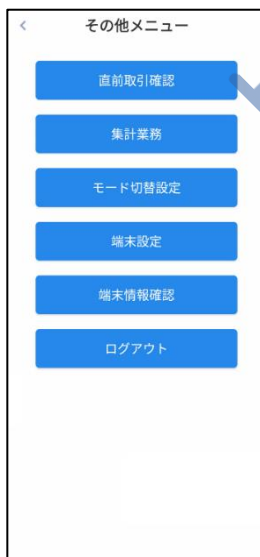 その他メニュー
直前取引確認
集計業務
モード切替設定
端末設定
端末情報確認
ログアウト